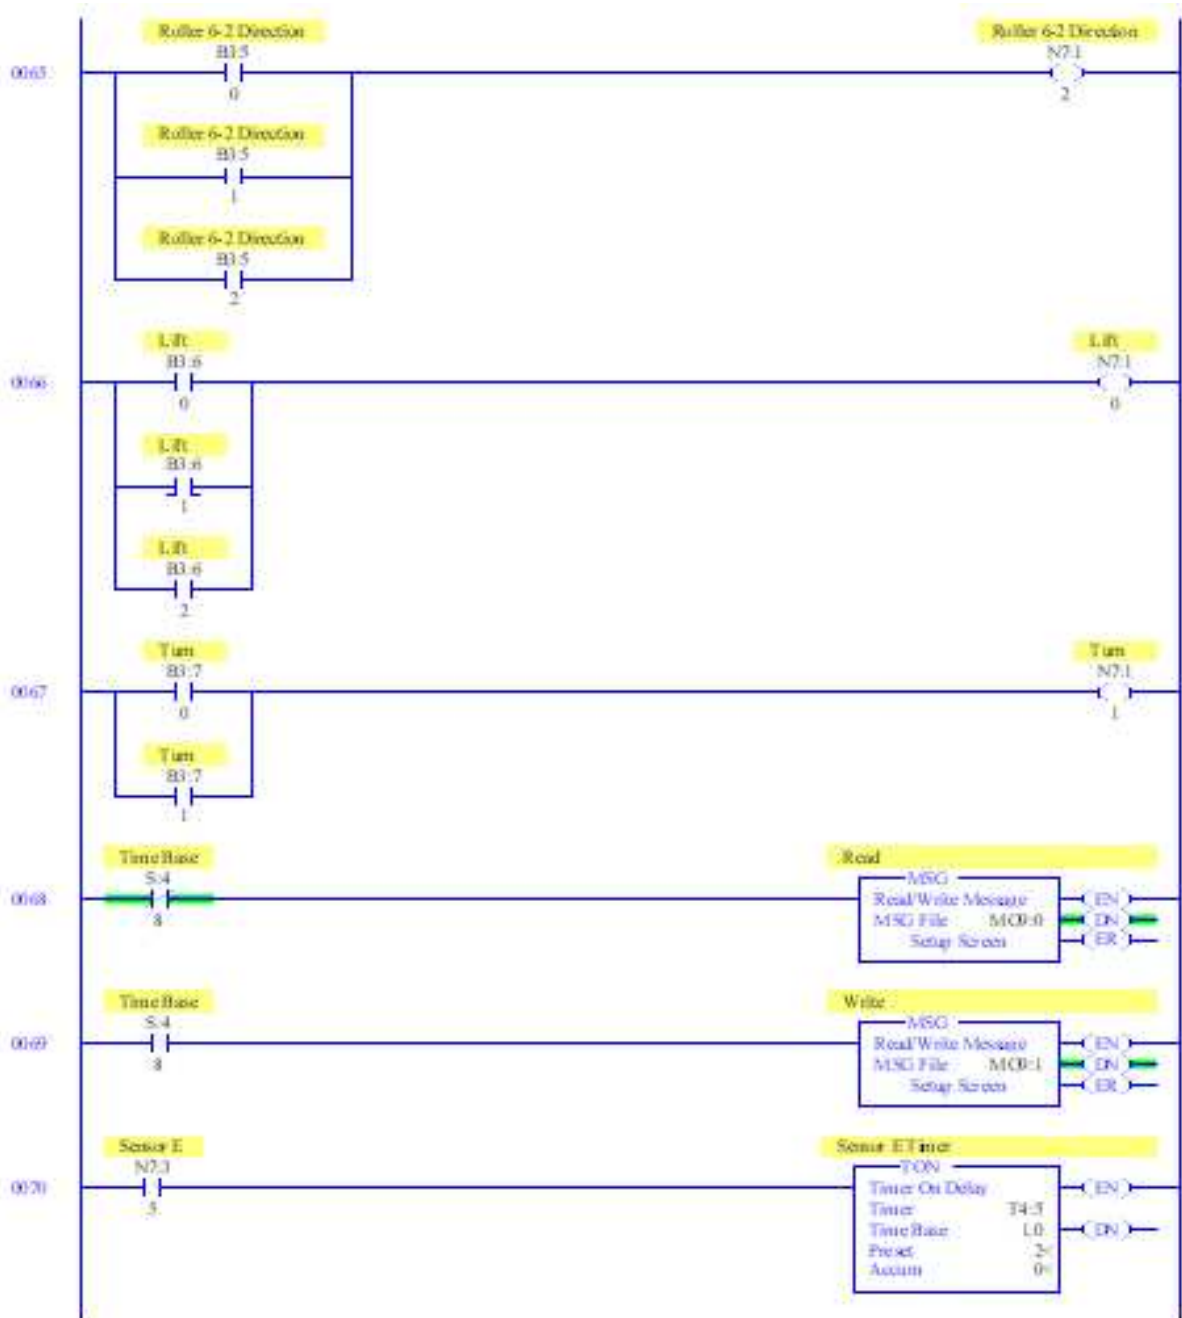 Roller 6-2 Direction
B3:5
0
Roller 6-2 Direction
N7:1
2
0065
Roller 6-2 Direction
B3:5
1
Roller 6-2 Direction
B3:5
2
Lift
B3:6
0
Lift
N7:1
0
0066
Lift
B3:6
1
Lift
B3:6
2
Turn
B3:7
0
Turn
N7:1
1
0067
Turn
B3:7
1
Time Base
S:4
8
0068
Read
MSG
Read/Write Message
MSG File MG9:0
Setup Screen
EN
DN
ER
Time Base
S:4
8
0069
Write
MSG
Read/Write Message
MSG File MG9:1
Setup Screen
EN
DN
ER
Sensor E
N7:3
5
0070
Sensor E Timer
TON
Timer On Delay
Timer T4:5
Time Base 1.0
Preset 2<
Accum 0<
EN
DN